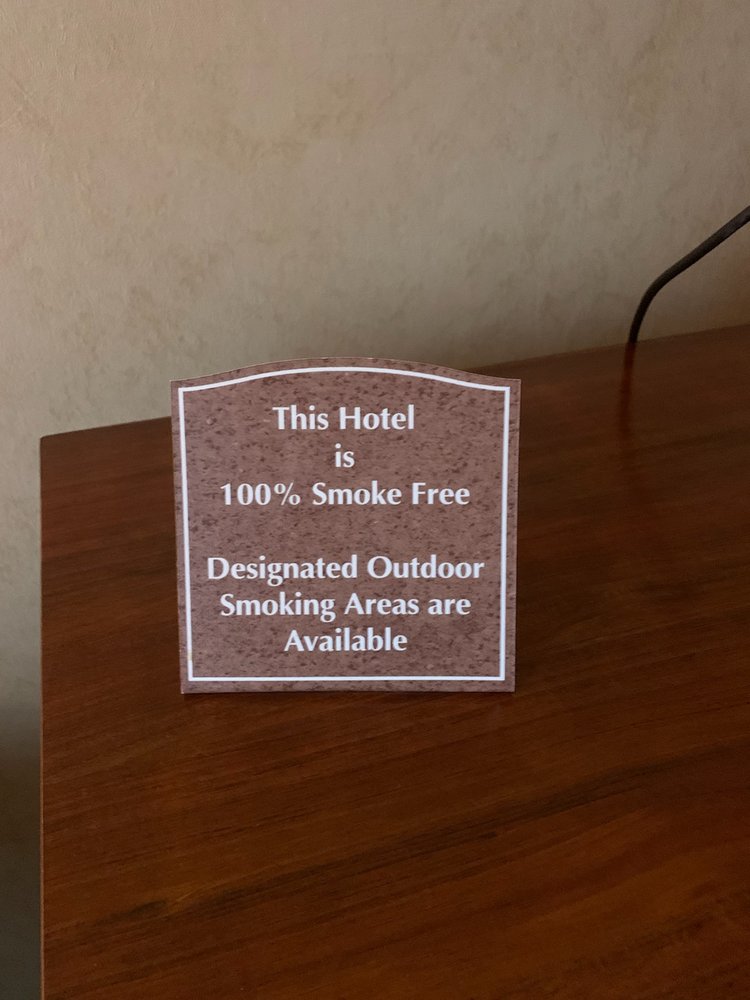 This Hotel
is
100% Smoke Free
Designated Outdoor
Smoking Areas are
Available